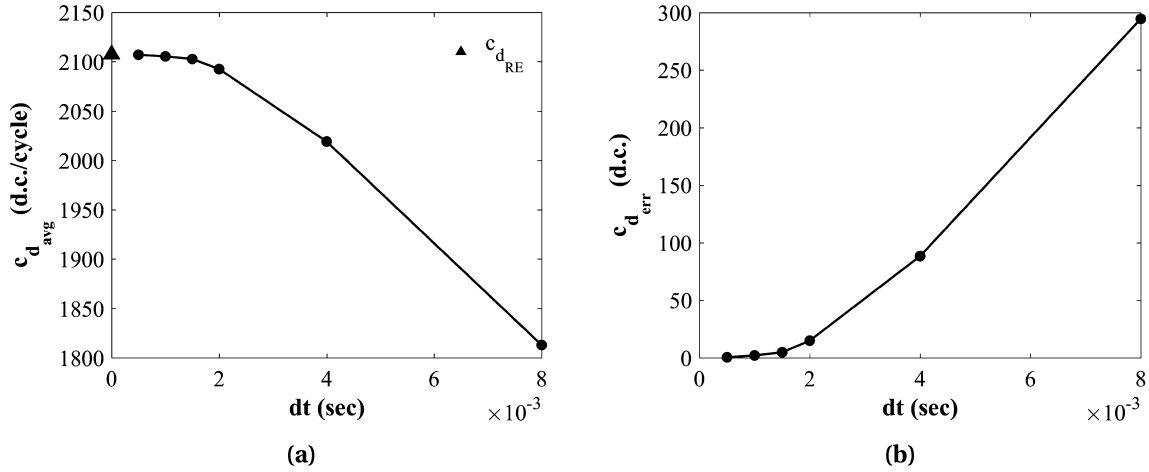 2150
2100
2050
2000
1950
1900
1850
1800
c_d_avg (d.c./cycle)
c_d_RE
0 2 4 6 8
dt (sec)
×10^-3
(a)
300
250
200
150
100
50
0
c_d_err (d.c.)
0 2 4 6 8
dt (sec)
×10^-3
(b)